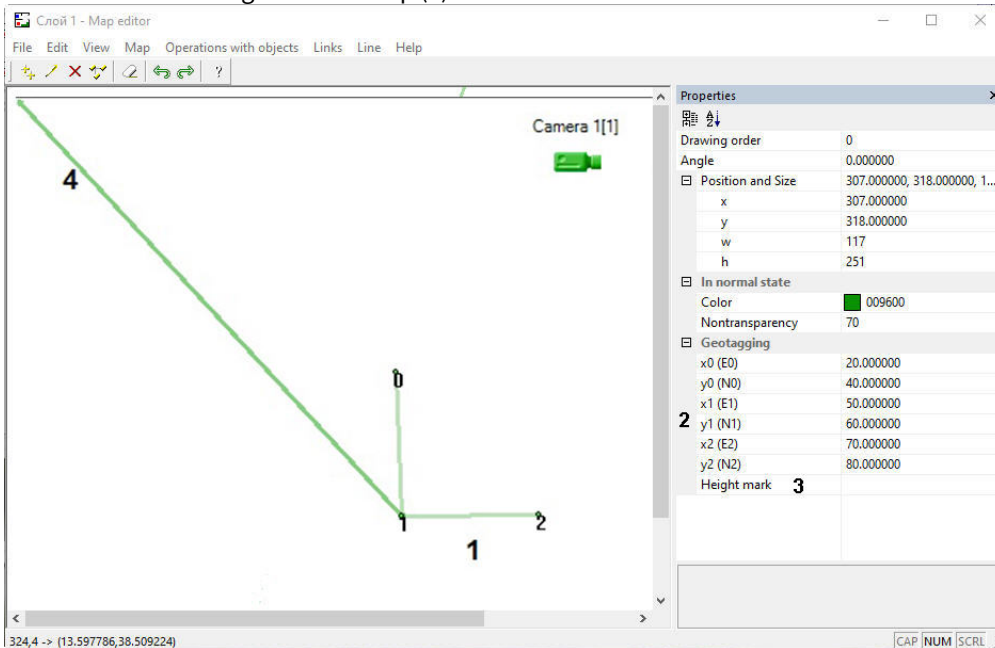 Слой 1 - Map editor
File Edit View Map Operations with objects Links Line Help
?
Camera 1[1]
4
0
1
2
1
Properties
Drawing order 0
Angle 0.000000
Position and Size 307.000000, 318.000000, 1...
x 307.000000
y 318.000000
w 117
h 251
In normal state
Color 009600
Nontransparency 70
Geotagging
x0 (E0) 20.000000
y0 (N0) 40.000000
x1 (E1) 50.000000
2 y1 (N1) 60.000000
x2 (E2) 70.000000
y2 (N2) 80.000000
Height mark 3
324,4 -> (13.597786,38.509224)
CAP NUM SCRL